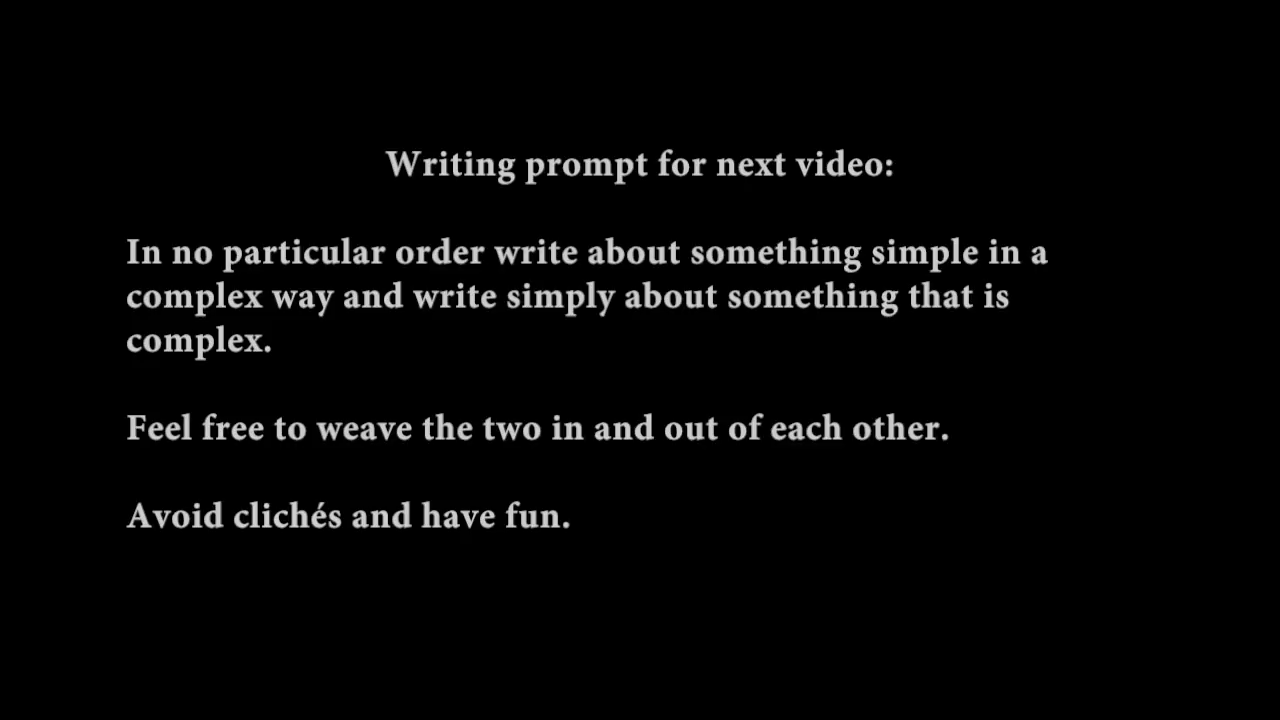 Writing prompt for next video:
In no particular order write about something simple in a
complex way and write simply about something that is
complex.
Feel free to weave the two in and out of each other.
Avoid clichés and have fun.